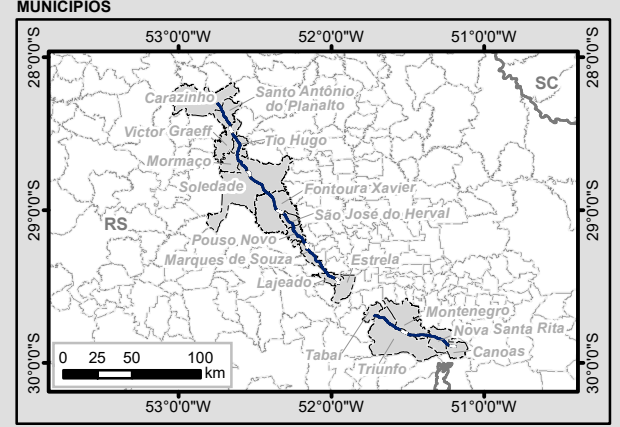 MUNICÍPIOS
53°0'0"W 52°0'0"W 51°0'0"W
28°0'0"S
28°0'0"S
SC
Carazinho
Santo Antônio
do Planalto
Victor Graeff
Tio Hugo
Mormaço
Soledade
Fontoura Xavier
São José do Herval
29°0'0"S
29°0'0"S
RS
Pouso Novo
Marques de Souza
Estrela
Lajeado
Montenegro
Nova Santa Rita
Tabaí
Canoas
Triunfo
0 25 50 100
km
30°0'0"S
30°0'0"S
53°0'0"W 52°0'0"W 51°0'0"W